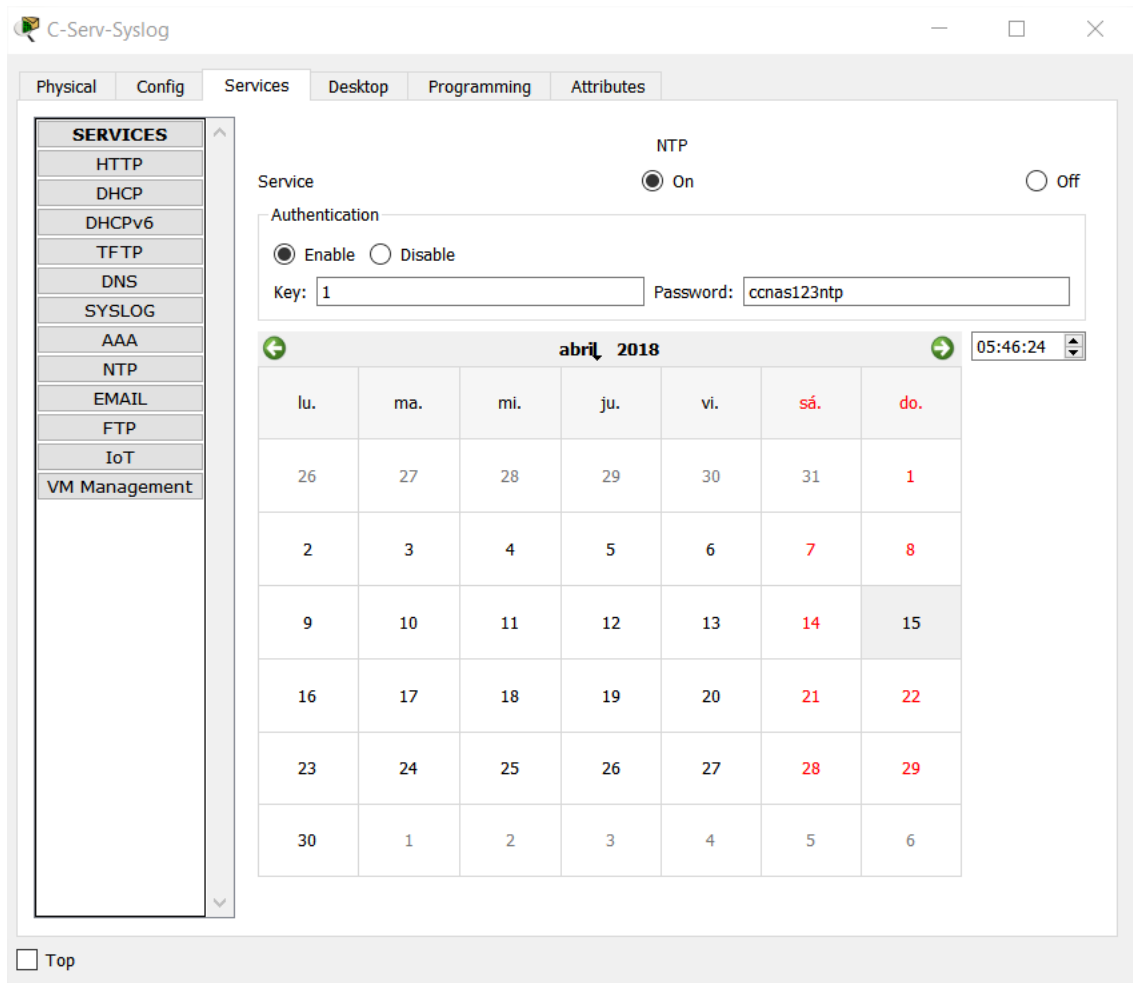 C-Serv-Syslog
Physical Config Services Desktop Programming Attributes
SERVICES
HTTP
DHCP
DHCPv6
TFTP
DNS
SYSLOG
AAA
NTP
EMAIL
FTP
IoT
VM Management
NTP
Service On Off
Authentication
Enable Disable
Key: 1 Password: ccnas123ntp
abril 2018 05:46:24
lu. ma. mi. ju. vi. sá. do.
26 27 28 29 30 31 1
2 3 4 5 6 7 8
9 10 11 12 13 14 15
16 17 18 19 20 21 22
23 24 25 26 27 28 29
30 1 2 3 4 5 6
Top